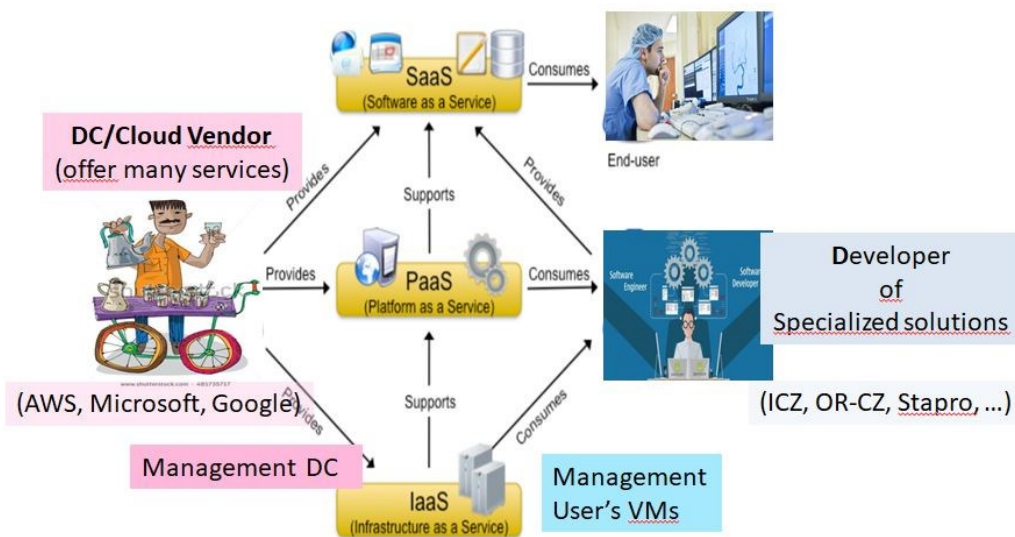 SaaS
(Software as a Service)
Consumes
End-user
DC/Cloud Vendor
(offer many services)
Provides
Supports
Provides
Provides
PaaS
(Platform as a Service)
Consumes
Software
Engineer
Software
Developer
Developer
of
Specialized solutions
www.shutterstock.com · 481735717
(AWS, Microsoft, Google)
Provides
Supports
Consumes
(ICZ, OR-CZ, Stapro, ...)
Management DC
IaaS
(Infrastructure as a Service)
Management
User's VMs